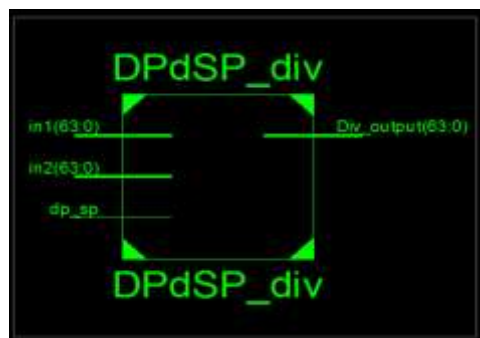 DPdSP_div
in1(63:0)
Div_output(63:0)
in2(63:0)
dp_sp
DPdSP_div